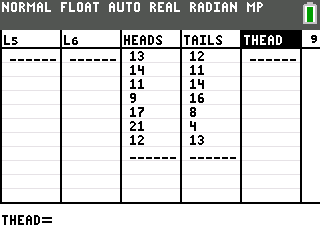 NORMAL FLOAT AUTO REAL RADIAN MP
L5 L6 HEADS TAILS THEAD 9
------ ------ 13 12 ------
14 11
11 14
9 16
17 8
21 4
12 13
------ ------
THEAD=